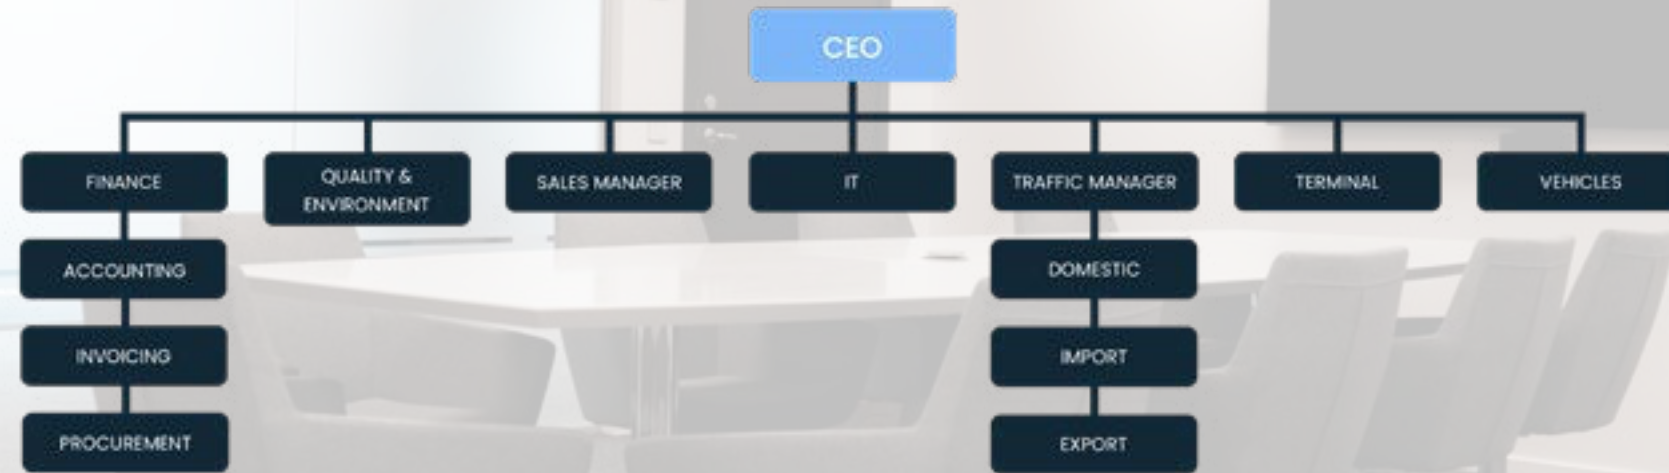 CEO
FINANCE
QUALITY &
ENVIRONMENT
SALES MANAGER
IT
TRAFFIC MANAGER
TERMINAL
VEHICLES
ACCOUNTING
DOMESTIC
INVOICING
IMPORT
PROCUREMENT
EXPORT